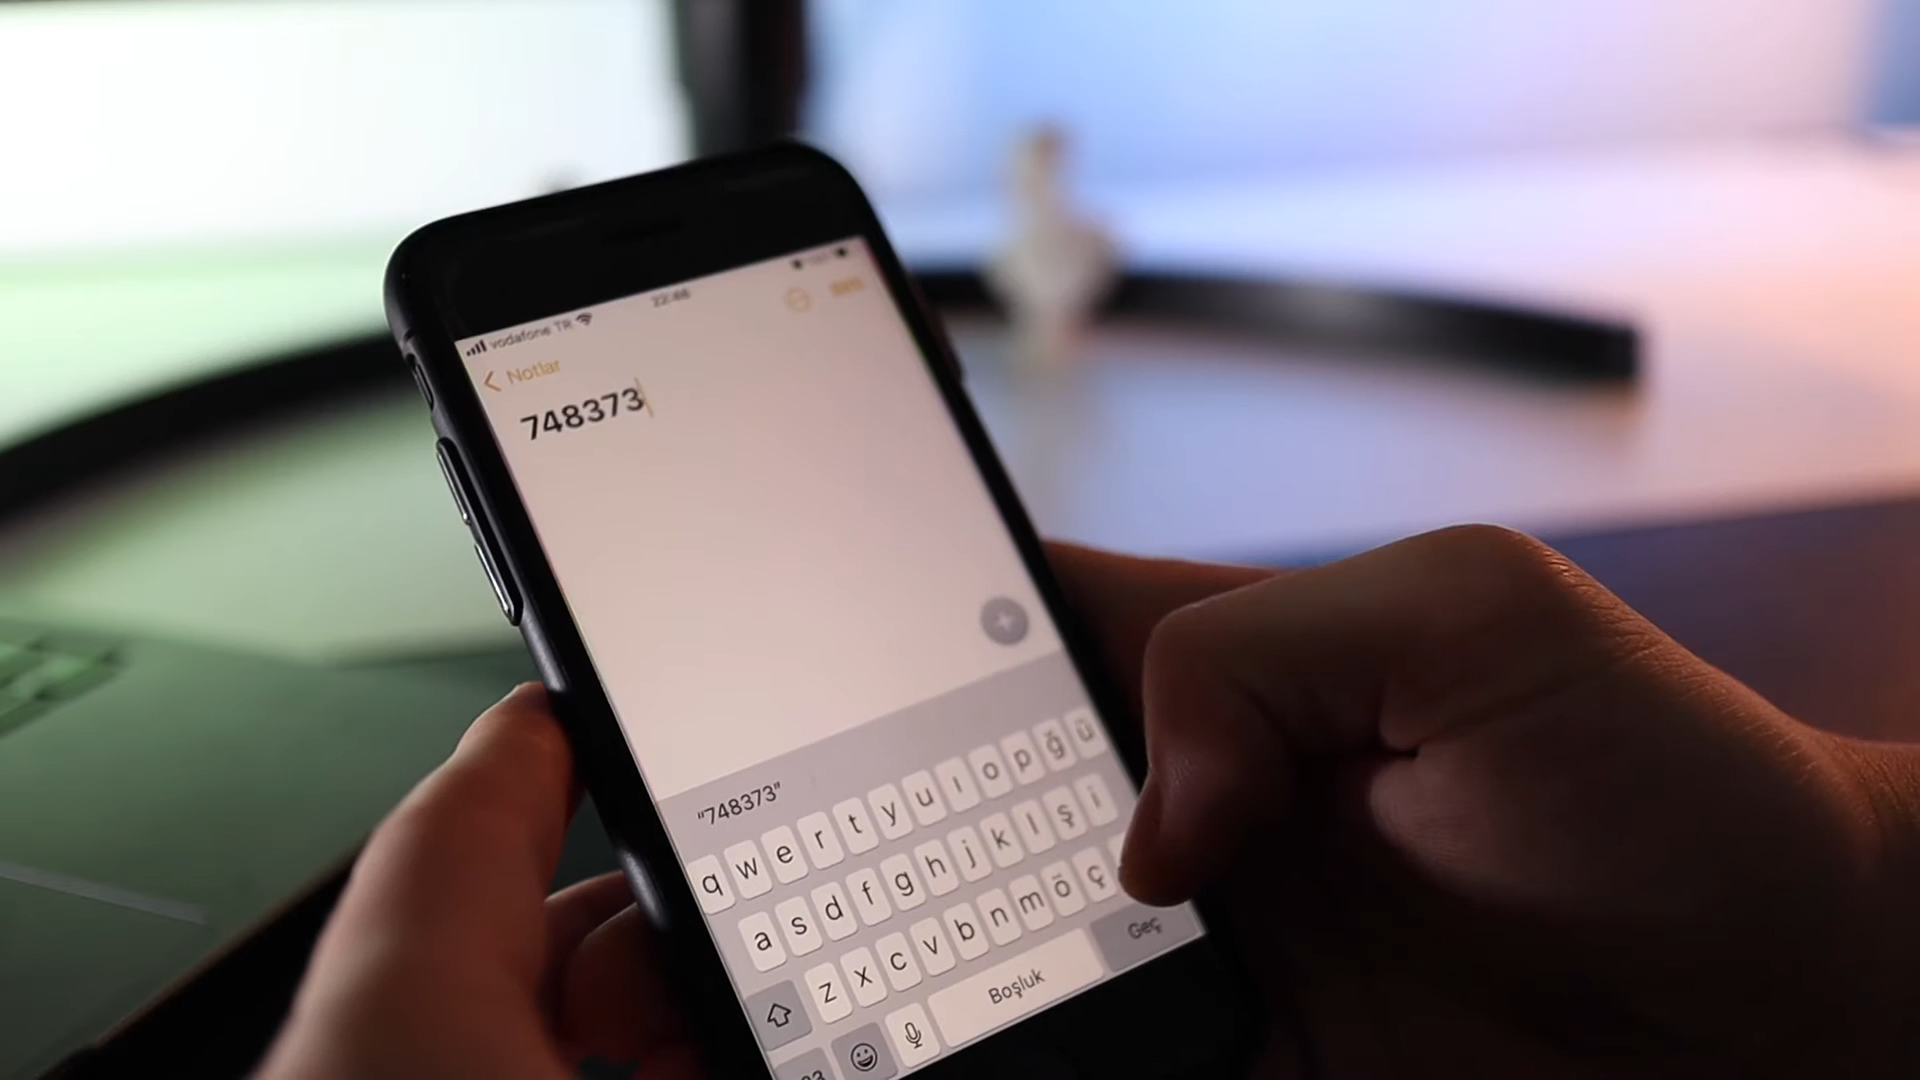 vodafone TR
Notlar
748373
"748373"
q w e r t y u ı o p ğ ü
a s d f g h j k l ş i
z x c v b n m ö ç
Boşluk Geç